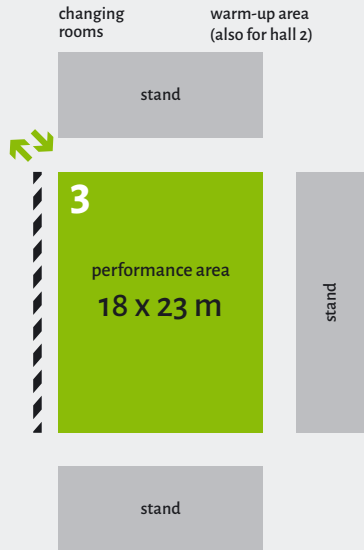 changing
rooms
warm-up area
(also for hall 2)
stand
3
performance area
18 x 23 m
stand
stand